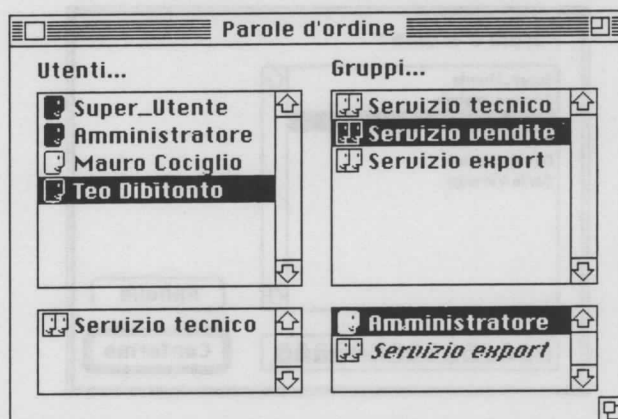 Parole d'ordine
Utenti...
Super_Utente
Amministratore
Mauro Cociglio
Teo Dibitonto
Servizio tecnico
Gruppi...
Servizio tecnico
Servizio vendite
Servizio export
Amministratore
Servizio export